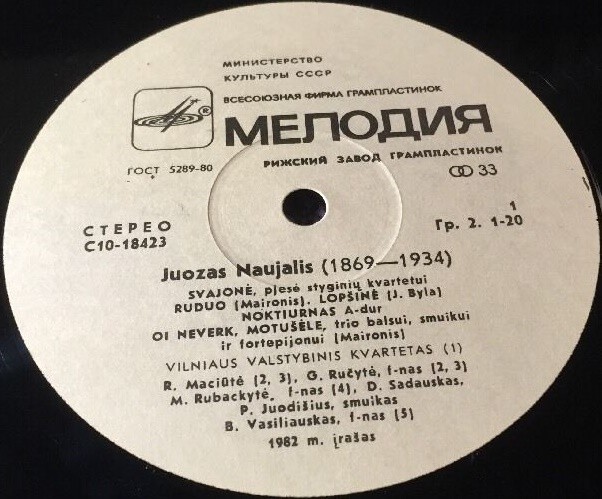 МИНИСТЕРСТВО
КУЛЬТУРЫ СССР
ВСЕСОЮЗНАЯ ФИРМА ГРАМПЛАСТИНОК
®
МЕЛОДИЯ
РИЖСКИЙ ЗАВОД ГРАМПЛАСТИНОК
ГОСТ 5289-80
33
СТЕРЕО
С10-18423
1
Гр. 2. 1-20
Juozas Naujalis (1869—1934)
SVAJONĖ, pjesė styginių kvartetui
RUDUO (Maironis). LOPŠINĖ (J. Byla)
NOKTIURNAS A-dur
OI NEVERK, MOTUŠĖLE, trio balsui, smuikui
ir fortepijonui (Maironis)
VILNIAUS VALSTYBINIS KVARTETAS (1)
R. Maciūtė (2, 3), G. Ručytė, f-nas (2, 3)
M. Rubackytė, f-nas (4), D. Sadauskas,
P. Juodišius, smuikas
B. Vasiliauskas, f-nas (5)
1982 m. įrašas